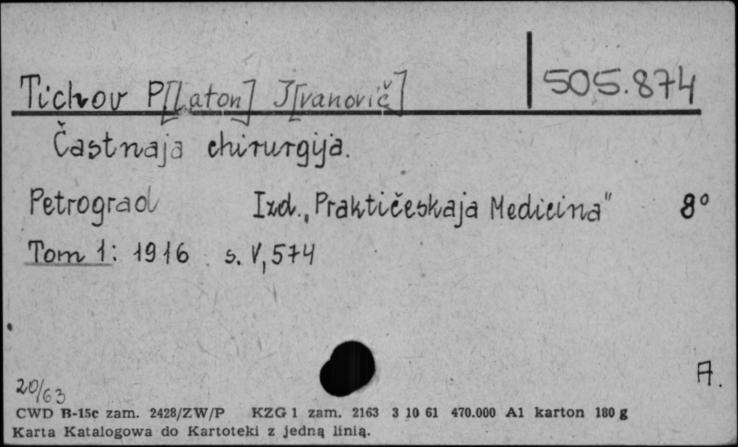 Tichov P[laton] I[vanovič] 505.874
Častnaja chirurgija.
Petrograd Izd. „Praktičeskaja Medicina" 8°
Tom 1: 1916 s. V, 574
A.
20/63
CWD B-15c zam. 2428/ZW/P KZG 1 zam. 2163 3 10 61 470.000 A1 karton 180 g
Karta Katalogowa do Kartoteki z jedną linią.